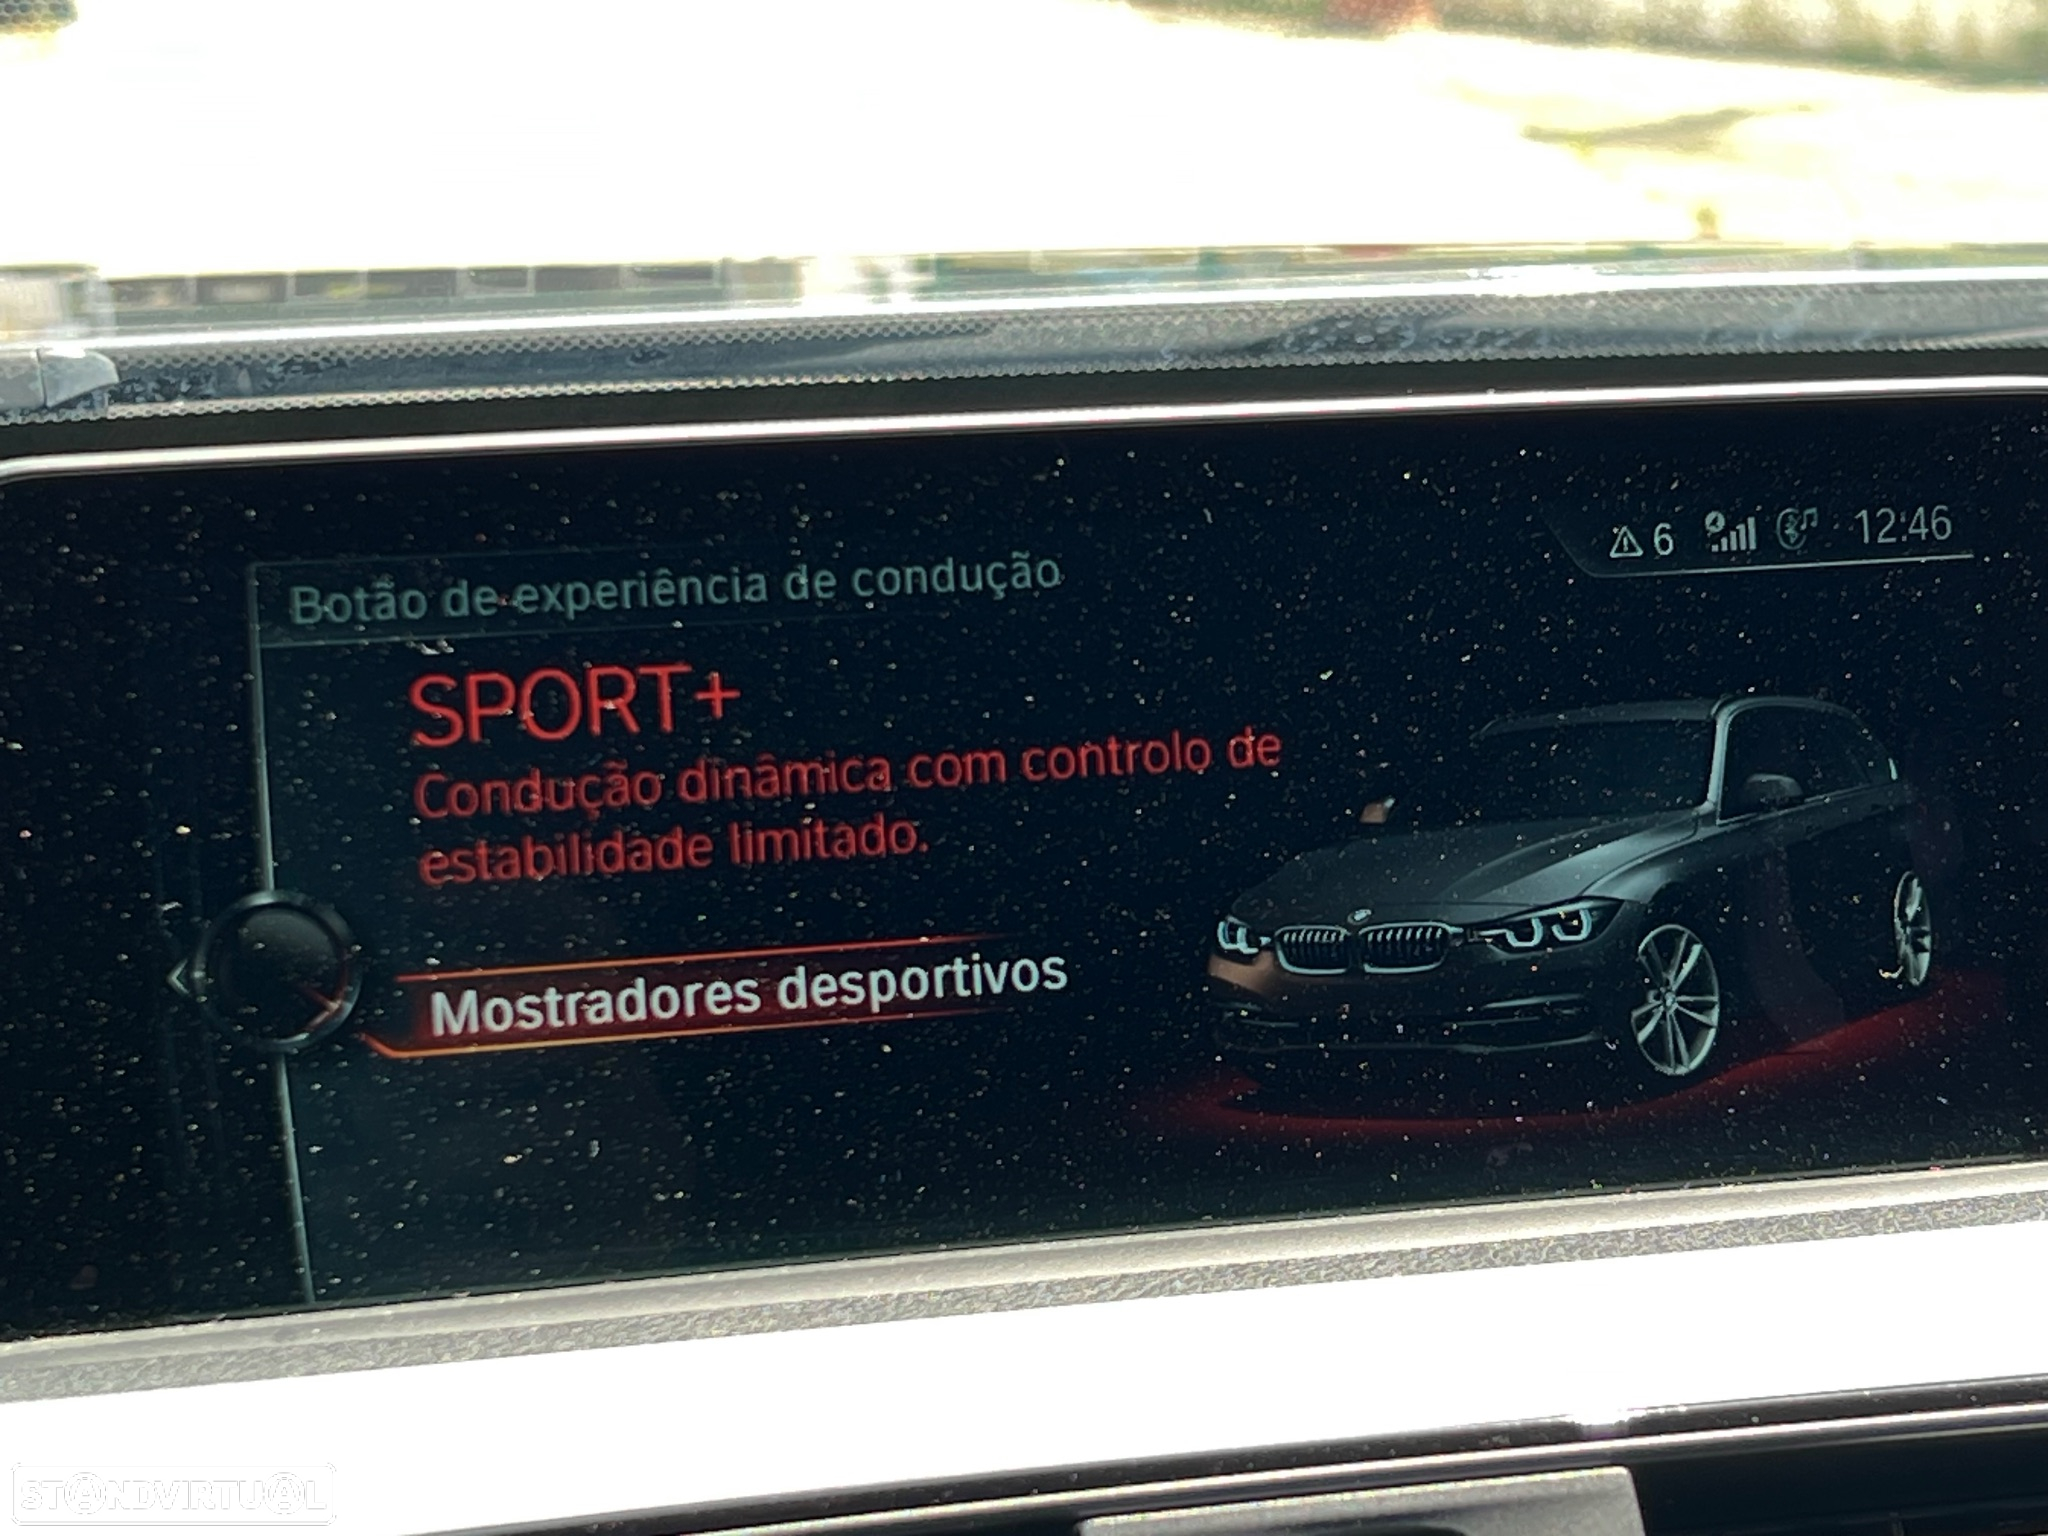 6 12:46
Botão de experiência de condução
SPORT+
Condução dinâmica com controlo de
estabilidade limitado.
Mostradores desportivos
STANDVIRTUAL